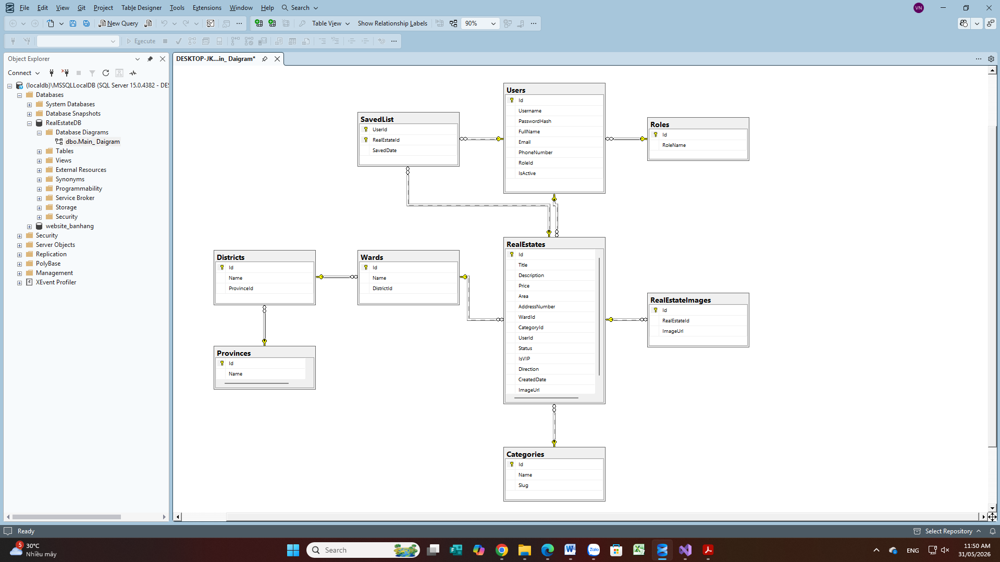 File Edit View Git Project Table Designer Tools Extensions Window Help Search VN
New Query Table View Show Relationship Labels 90%
Execute
Object Explorer
DESKTOP-JK...in_ Daigram*
Connect
(localdb)\MSSQLLocalDB (SQL Server 15.0.4382 - DES
Databases
System Databases
Database Snapshots
RealEstateDB
Database Diagrams
dbo.Main_ Daigram
Tables
Views
External Resources
Synonyms
Programmability
Service Broker
Storage
Security
website_banhang
Security
Server Objects
Replication
PolyBase
Management
XEvent Profiler
Users
Id
Username
PasswordHash
FullName
Email
PhoneNumber
RoleId
IsActive
SavedList
UserId
RealEstateId
SavedDate
Roles
Id
RoleName
Districts
Id
Name
ProvinceId
Wards
Id
Name
DistrictId
RealEstates
Id
Title
Description
Price
Area
AddressNumber
WardId
CategoryId
UserId
Status
IsVIP
Direction
CreatedDate
ImageUrl
RealEstateImages
Id
RealEstateId
ImageUrl
Provinces
Id
Name
Categories
Id
Name
Slug
Ready
Select Repository
5
30°C
Nhiều mây
Search
Zalo
ENG
11:50 AM
31/05/2026